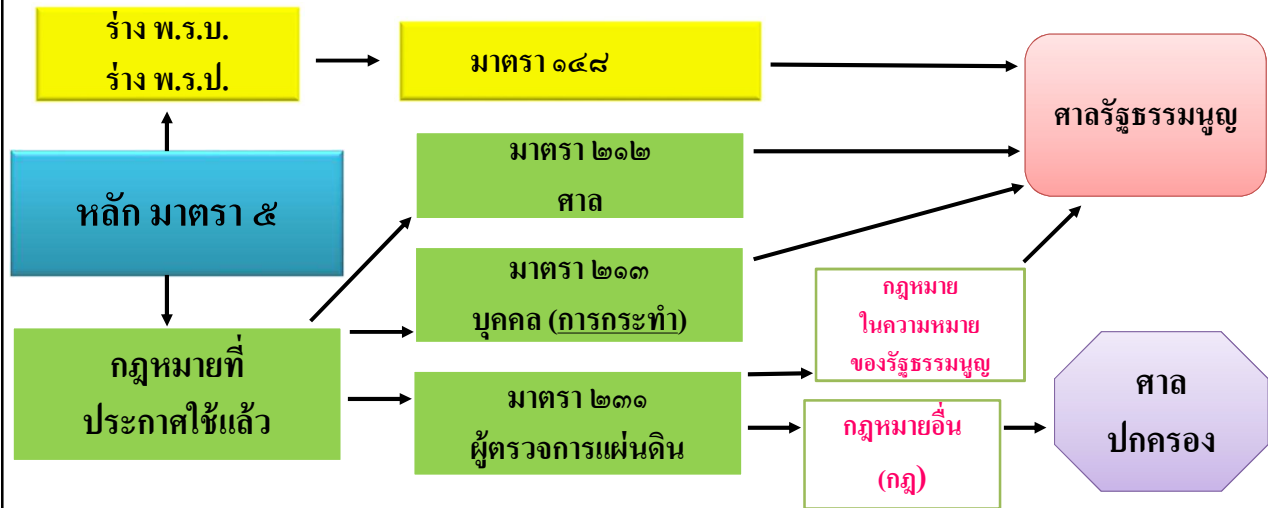 ร่าง พ.ร.บ.
ร่าง พ.ร.ป.
มาตรา ๑๔๘
ศาลรัฐธรรมนูญ
หลัก มาตรา ๕
มาตรา ๒๑๒
ศาล
มาตรา ๒๑๓
บุคคล (การกระทำ)
กฎหมาย
ในความหมาย
ของรัฐธรรมนูญ
กฎหมายที่
ประกาศใช้แล้ว
มาตรา ๒๓๑
ผู้ตรวจการแผ่นดิน
กฎหมายอื่น
(กฎ)
ศาล
ปกครอง